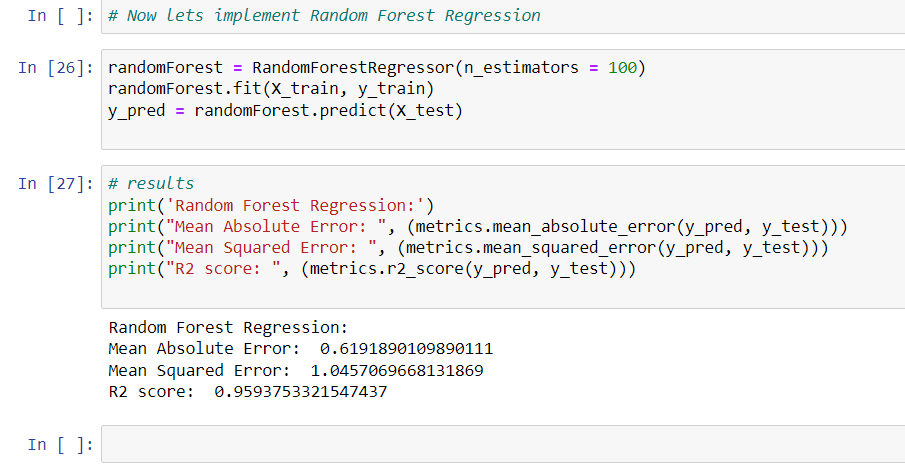 In [ ]: # Now lets implement Random Forest Regression
In [26]: randomForest = RandomForestRegressor(n_estimators = 100)
randomForest.fit(X_train, y_train)
y_pred = randomForest.predict(X_test)
In [27]: # results
print('Random Forest Regression:')
print("Mean Absolute Error: ", (metrics.mean_absolute_error(y_pred, y_test)))
print("Mean Squared Error: ", (metrics.mean_squared_error(y_pred, y_test)))
print("R2 score: ", (metrics.r2_score(y_pred, y_test)))
Random Forest Regression:
Mean Absolute Error:  0.6191890109890111
Mean Squared Error:  1.0457069668131869
R2 score:  0.9593753321547437
In [ ]: